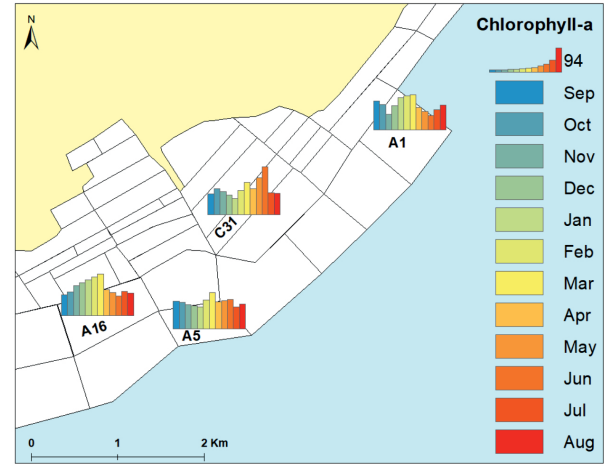 N
Chlorophyll-a
94
Sep
Oct
Nov
Dec
Jan
Feb
Mar
Apr
May
Jun
Jul
Aug
A1
C31
A16
A5
0 1 2 Km